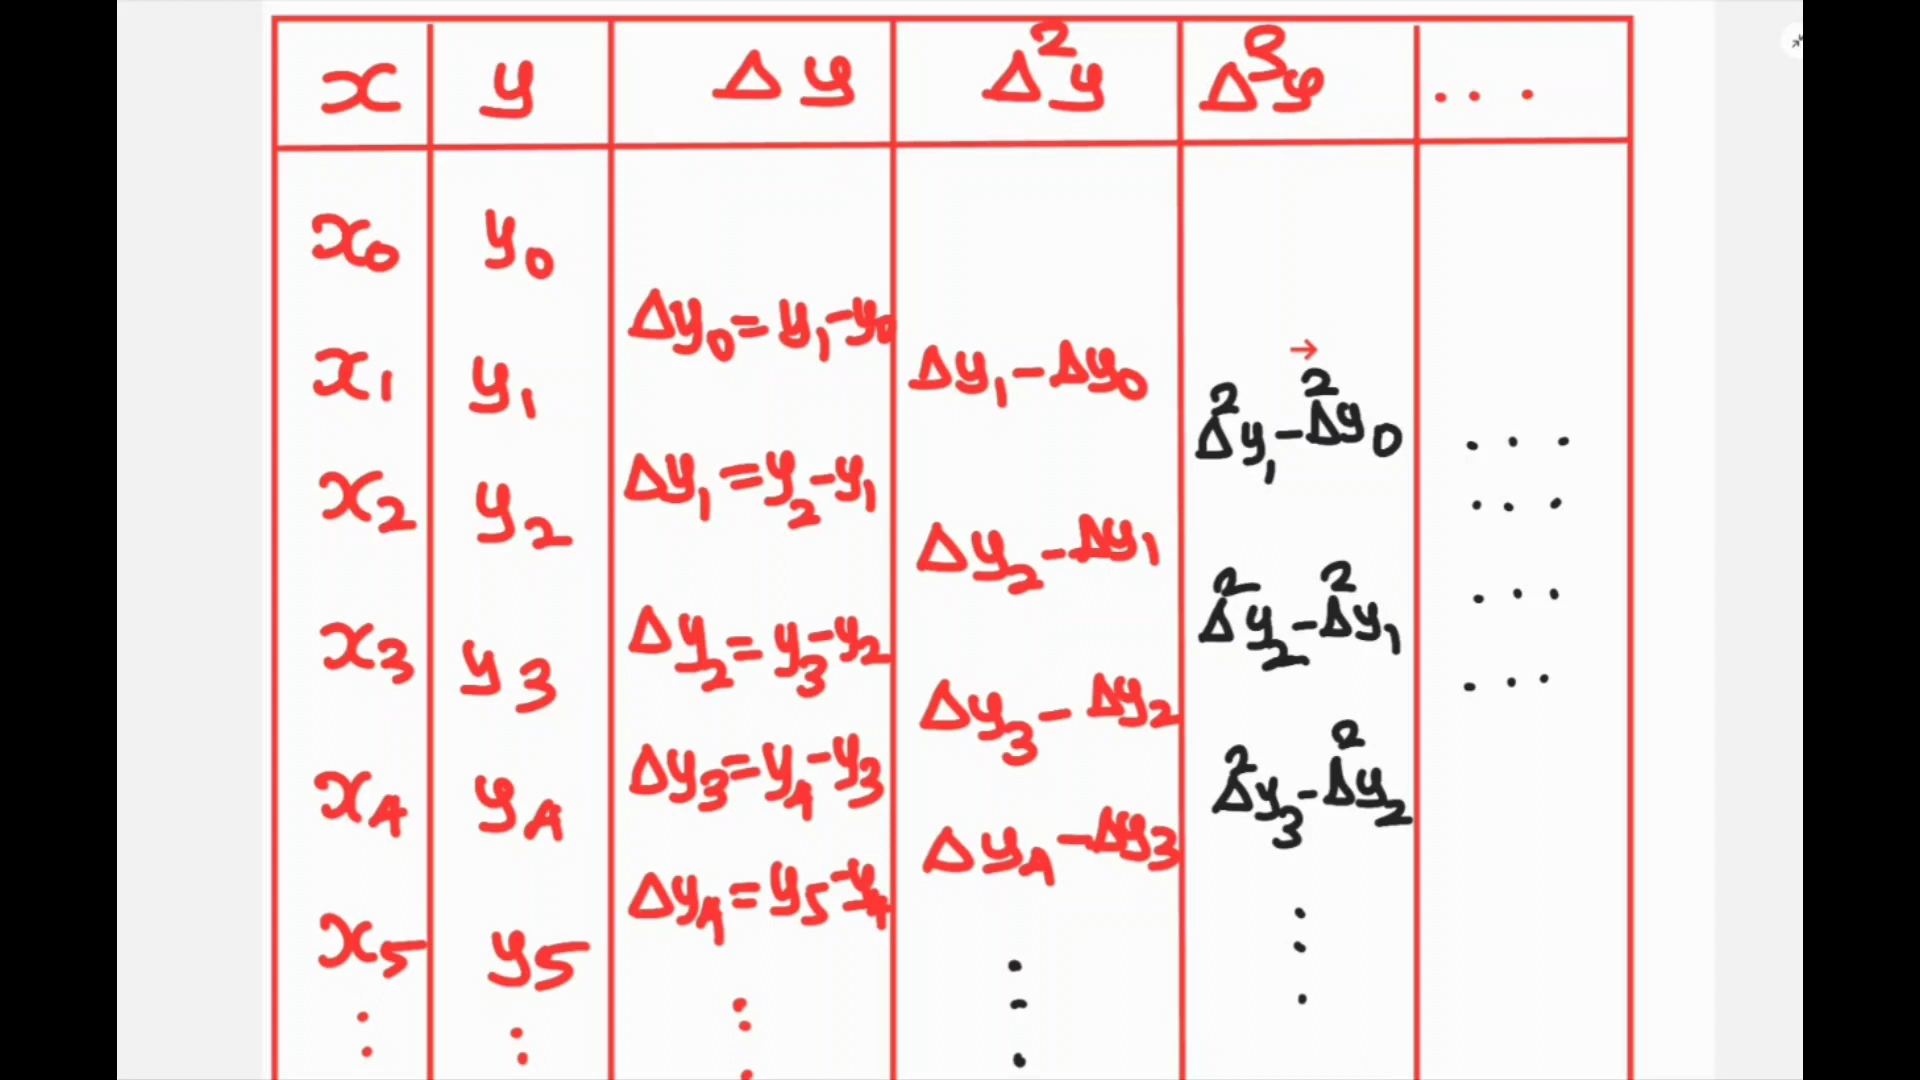 x y Δy Δ²y Δ³y ...
x₀ y₀
Δy₀ = y₁ - y₀
x₁ y₁ Δy₁ - Δy₀
→
Δ²y₁ - Δ²y₀ ...
x₂ y₂ Δy₁ = y₂ - y₁ ...
Δy₂ - Δy₁
Δ²y₂ - Δ²y₁ ...
x₃ y₃ Δy₂ = y₃ - y₂ ...
Δy₃ - Δy₂
Δy₃ = y₄ - y₃
x₄ y₄ Δ²y₃ - Δ²y₂
Δy₄ - Δy₃
Δy₄ = y₅ - y₄
x₅ y₅
⋮ ⋮ ⋮ ⋮ ⋮